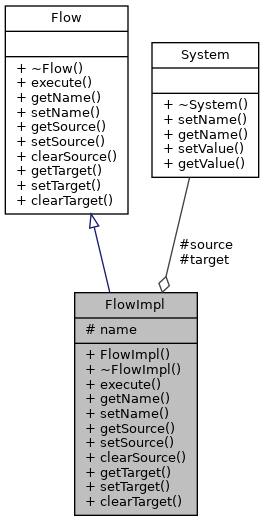 Flow
+ ~Flow()
+ execute()
+ getName()
+ setName()
+ getSource()
+ setSource()
+ clearSource()
+ getTarget()
+ setTarget()
+ clearTarget()
System
+ ~System()
+ setName()
+ getName()
+ setValue()
+ getValue()
#source
#target
FlowImpl
# name
+ FlowImpl()
+ ~FlowImpl()
+ execute()
+ getName()
+ setName()
+ getSource()
+ setSource()
+ clearSource()
+ getTarget()
+ setTarget()
+ clearTarget()